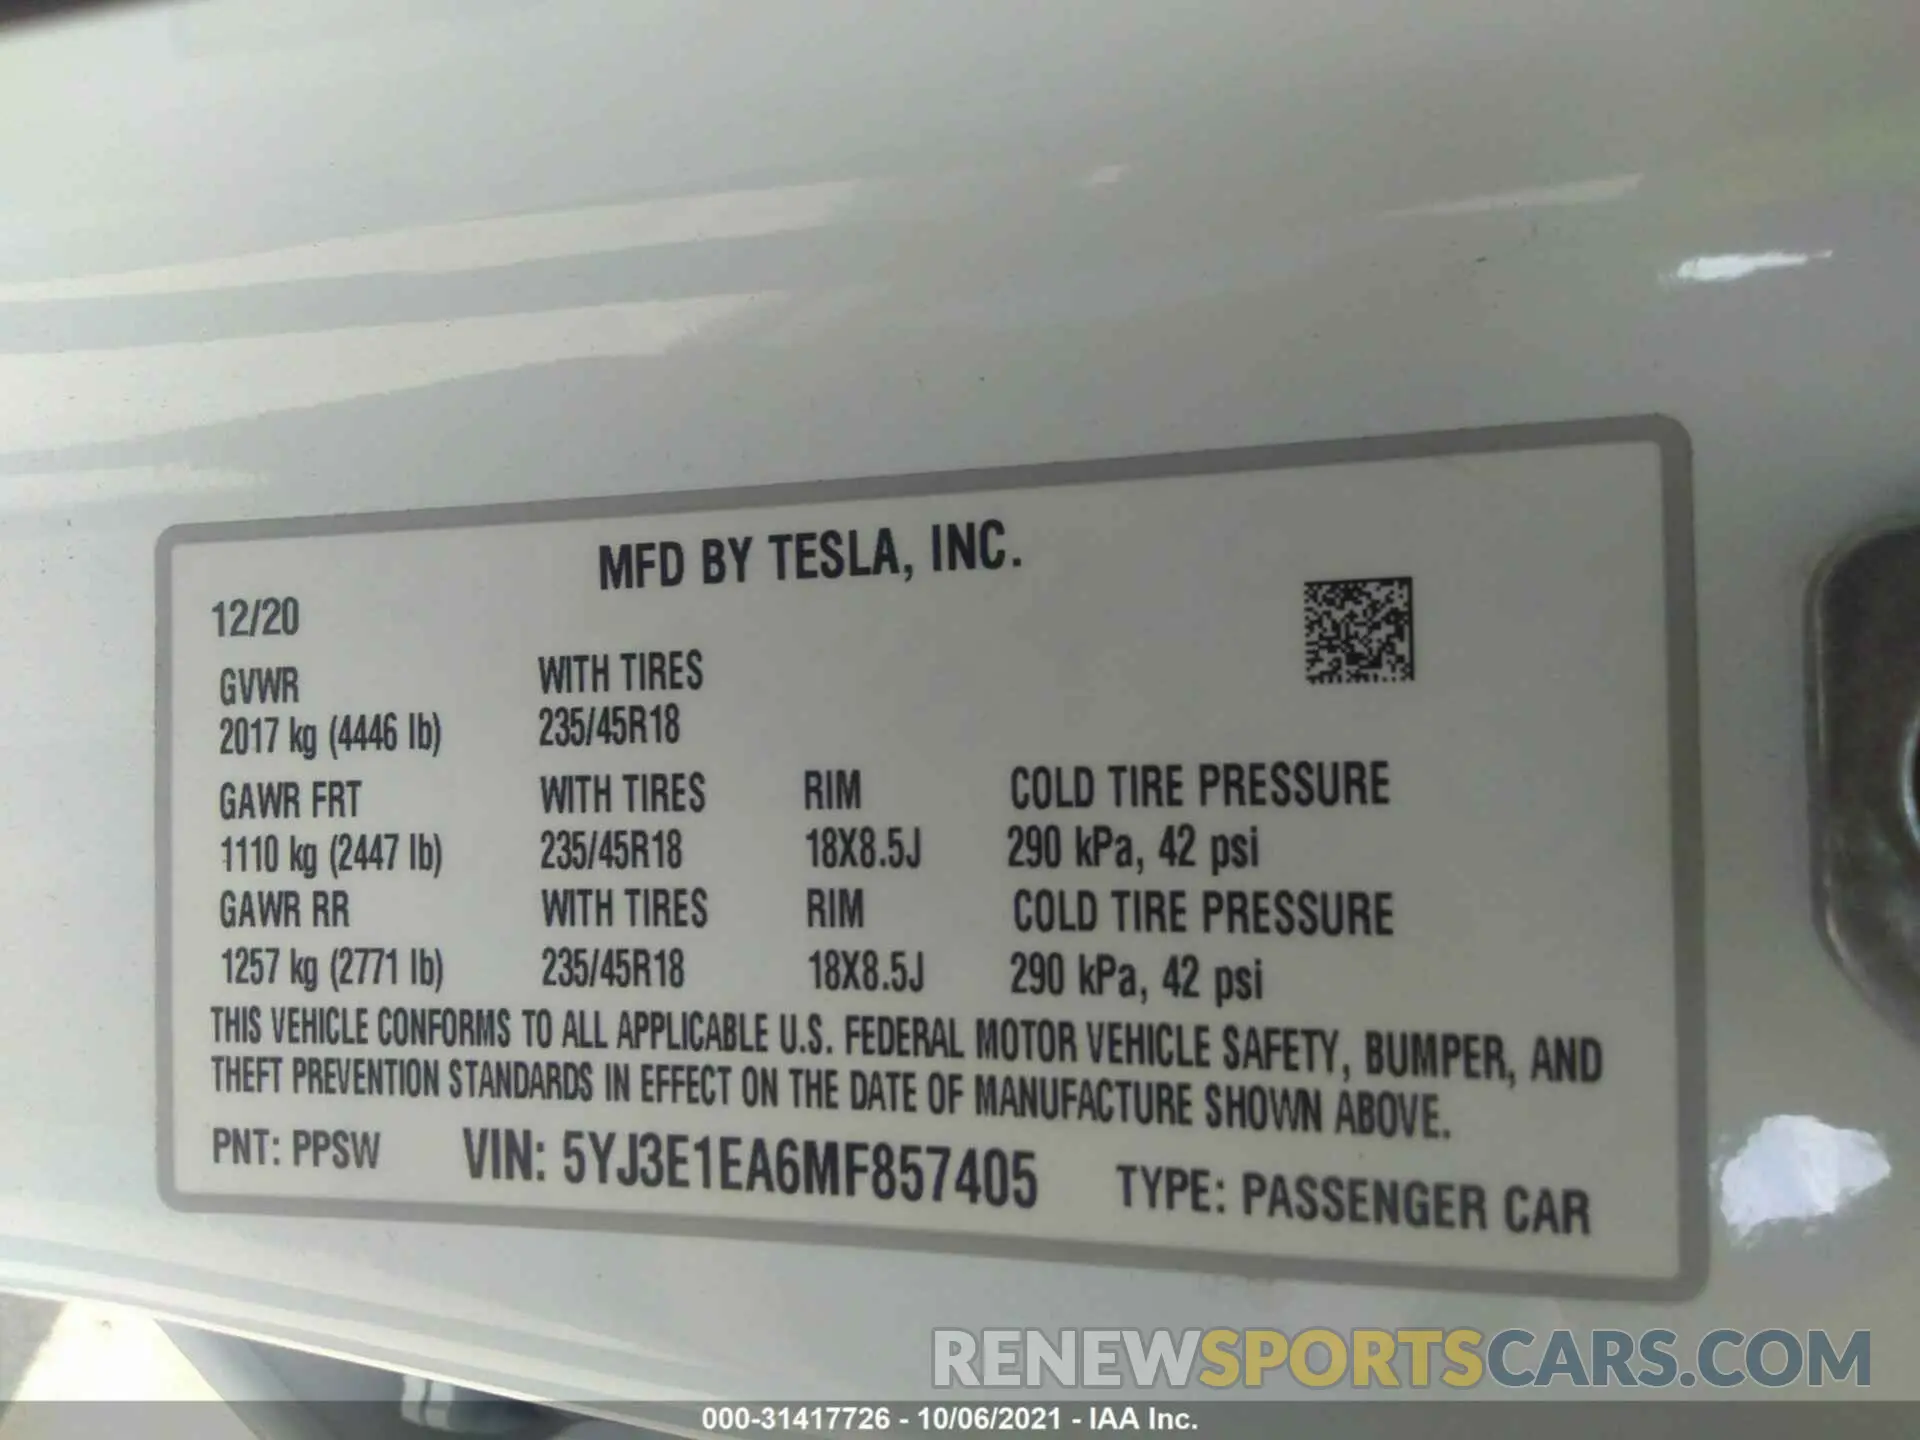 MFD BY TESLA, INC.
12/20
GVWR WITH TIRES
2017 kg (4446 lb) 235/45R18
GAWR FRT WITH TIRES RIM COLD TIRE PRESSURE
1110 kg (2447 lb) 235/45R18 18X8.5J 290 kPa, 42 psi
GAWR RR WITH TIRES RIM COLD TIRE PRESSURE
1257 kg (2771 lb) 235/45R18 18X8.5J 290 kPa, 42 psi
THIS VEHICLE CONFORMS TO ALL APPLICABLE U.S. FEDERAL MOTOR VEHICLE SAFETY, BUMPER, AND
THEFT PREVENTION STANDARDS IN EFFECT ON THE DATE OF MANUFACTURE SHOWN ABOVE.
PNT: PPSW VIN: 5YJ3E1EA6MF857405 TYPE: PASSENGER CAR
RENEWSPORTSCARS.COM
000-31417726 - 10/06/2021 - IAA Inc.